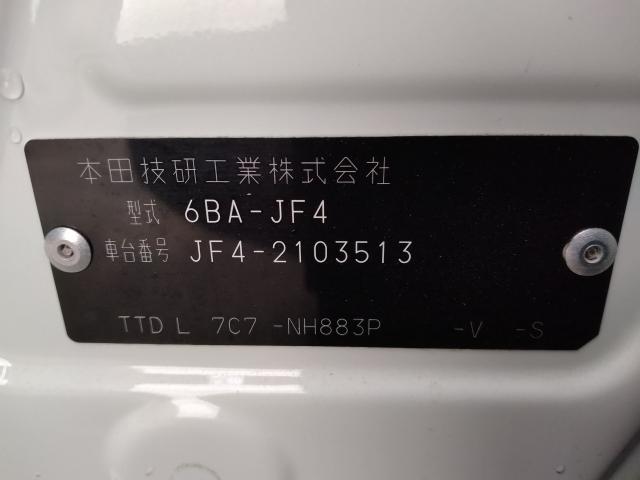 本田技研工業株式会社
型式 6BA-JF4
車台番号 JF4-2103513
TTD L 7C7 -NH883P -V -S